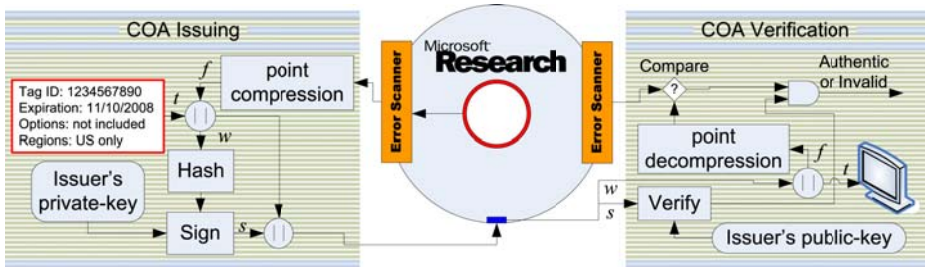 COA Issuing
Tag ID: 1234567890
Expiration: 11/10/2008
Options: not included
Regions: US only
t
f
point
compression
||
w
Hash
Issuer's
private-key
Sign
s
||
Error Scanner
Microsoft
Research
Error Scanner
w
s
COA Verification
Compare
?
Authentic
or Invalid
point
decompression
f
||
t
Verify
Issuer's public-key